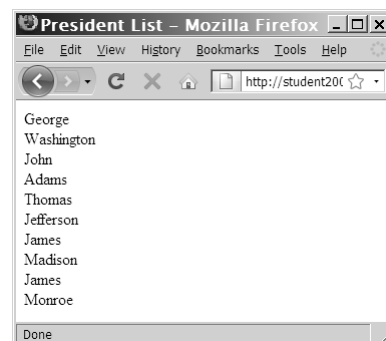 President List – Mozilla Firefox
File Edit View History Bookmarks Tools Help
http://student200
George
Washington
John
Adams
Thomas
Jefferson
James
Madison
James
Monroe
Done